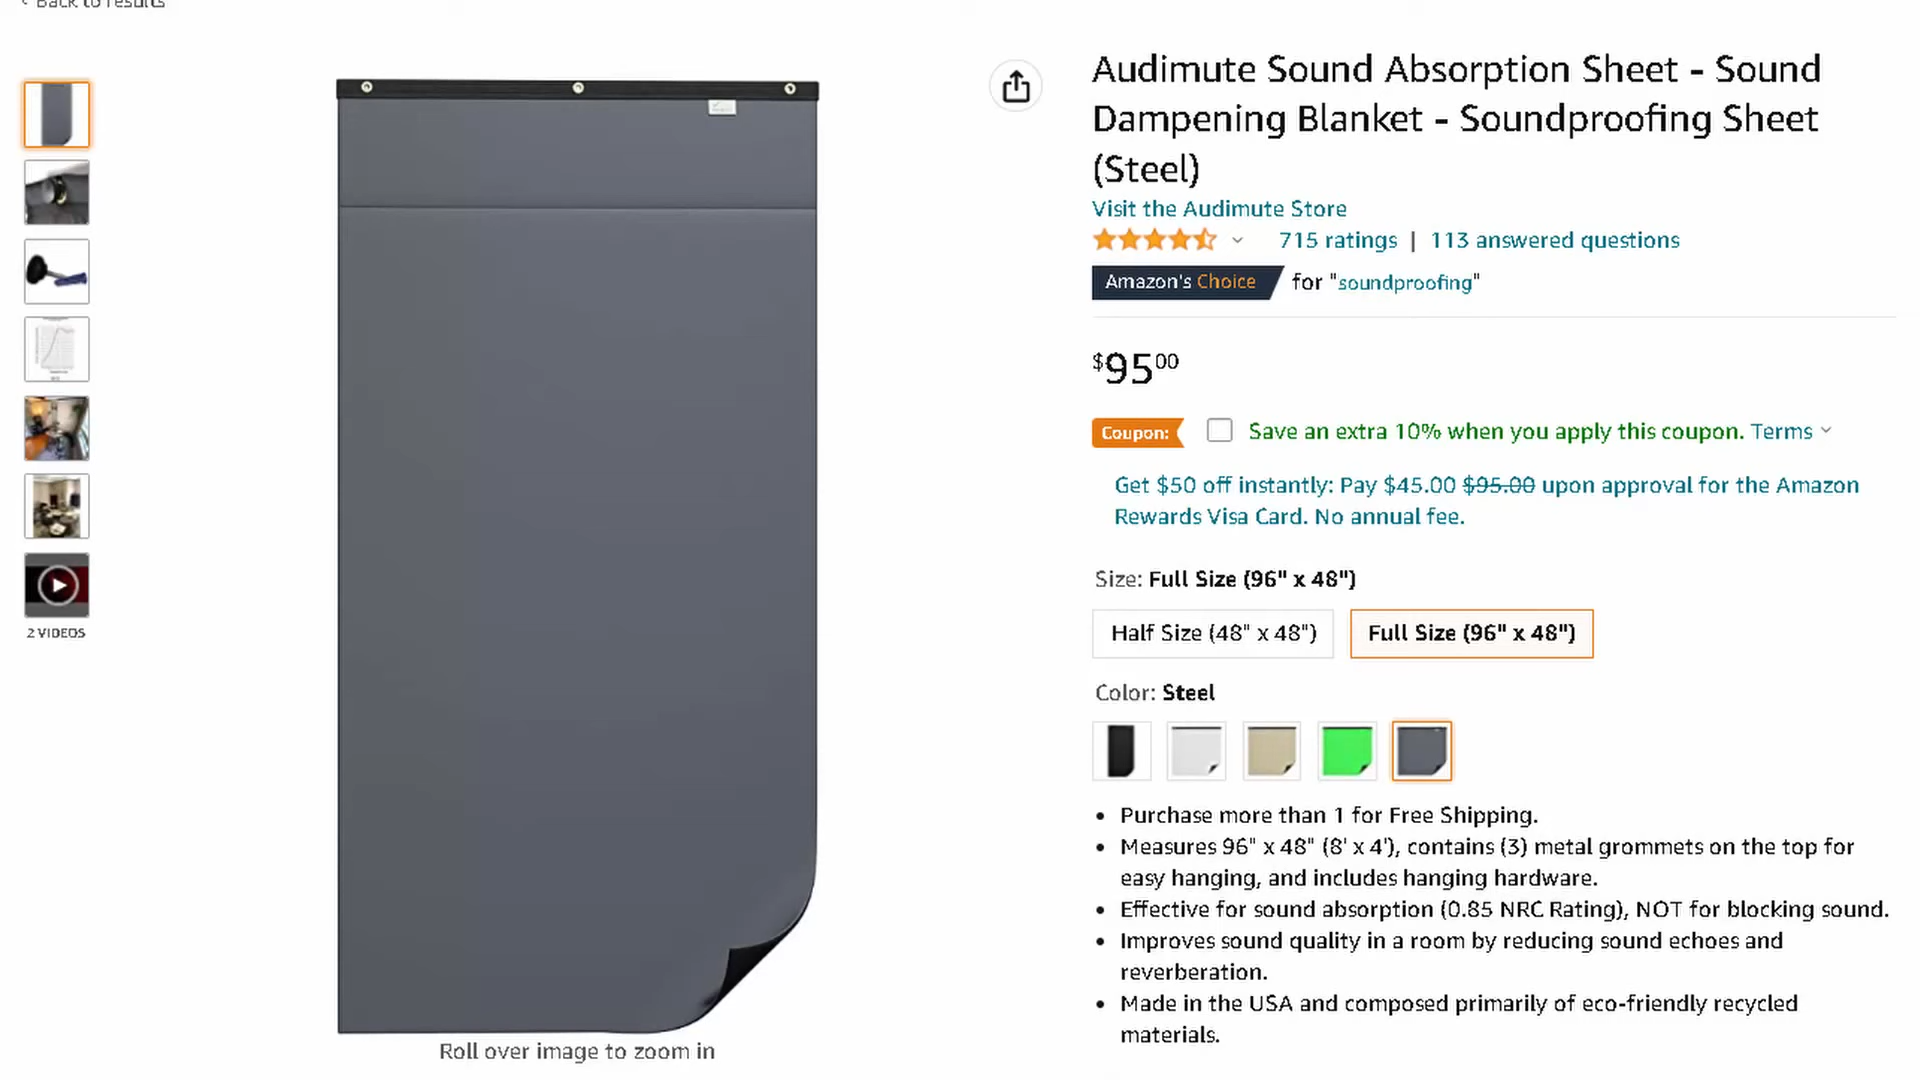 Back to results
Audimute Sound Absorption Sheet - Sound
Dampening Blanket - Soundproofing Sheet
(Steel)
Visit the Audimute Store
715 ratings | 113 answered questions
Amazon's Choice for "soundproofing"
$95 00
Coupon: Save an extra 10% when you apply this coupon. Terms
Get $50 off instantly: Pay $45.00 $95.00 upon approval for the Amazon
Rewards Visa Card. No annual fee.
Size: Full Size (96" x 48")
Half Size (48" x 48") Full Size (96" x 48")
2 VIDEOS
Color: Steel
• Purchase more than 1 for Free Shipping.
• Measures 96" x 48" (8' x 4'), contains (3) metal grommets on the top for
easy hanging, and includes hanging hardware.
• Effective for sound absorption (0.85 NRC Rating), NOT for blocking sound.
• Improves sound quality in a room by reducing sound echoes and
reverberation.
• Made in the USA and composed primarily of eco-friendly recycled
materials.
Roll over image to zoom in